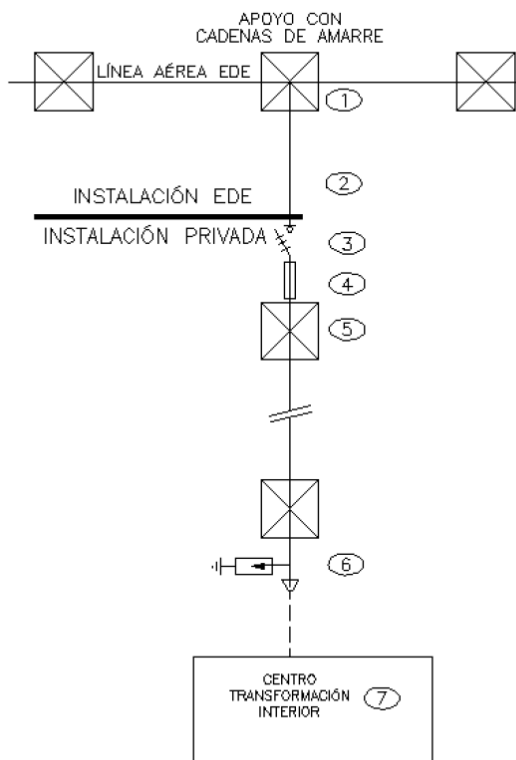 APOYO CON
CADENAS DE AMARRE
LÍNEA AÉREA EDE
1
2
INSTALACIÓN EDE
INSTALACIÓN PRIVADA
3
4
5
6
CENTRO
TRANSFORMACIÓN
INTERIOR
7